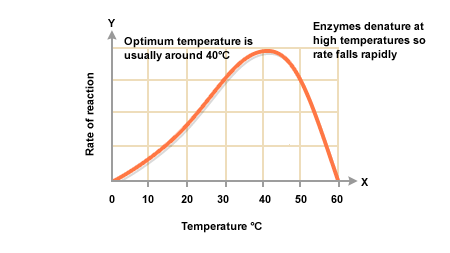 Y
Optimum temperature is
usually around 40°C
Enzymes denature at
high temperatures so
rate falls rapidly
Rate of reaction
X
0 10 20 30 40 50 60
Temperature °C